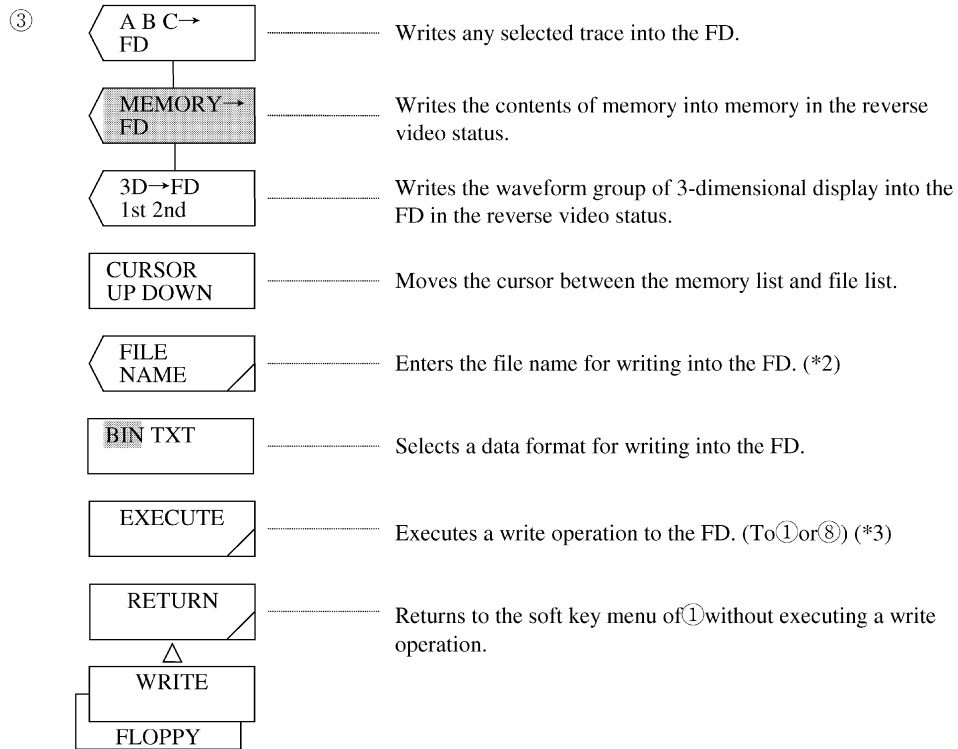 ③
A B C→
FD
Writes any selected trace into the FD.
MEMORY→
FD
Writes the contents of memory into memory in the reverse
video status.
3D→FD
1st 2nd
Writes the waveform group of 3-dimensional display into the
FD in the reverse video status.
CURSOR
UP DOWN
Moves the cursor between the memory list and file list.
FILE
NAME
Enters the file name for writing into the FD. (*2)
BIN TXT
Selects a data format for writing into the FD.
EXECUTE
Executes a write operation to the FD. (To①or⑧) (*3)
RETURN
Returns to the soft key menu of①without executing a write
operation.
WRITE
FLOPPY